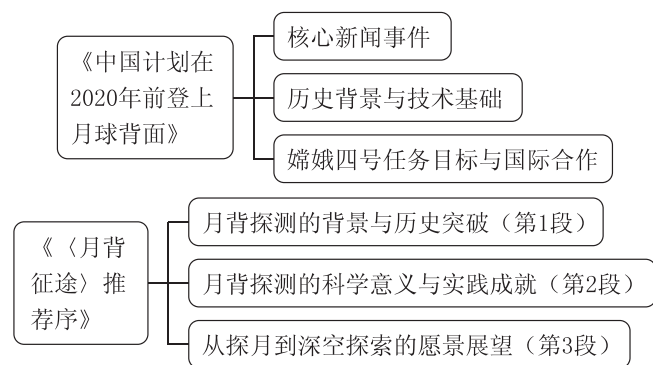 《中国计划在
2020年前登上
月球背面》
核心新闻事件
历史背景与技术基础
嫦娥四号任务目标与国际合作
《〈月背
征途〉推
荐序》
月背探测的背景与历史突破（第1段）
月背探测的科学意义与实践成就（第2段）
从探月到深空探索的愿景展望（第3段）